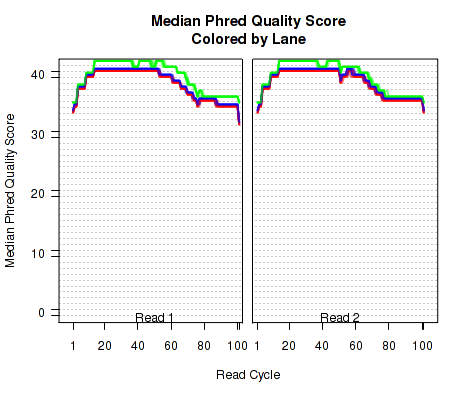 Median Phred Quality Score
Colored by Lane
Median Phred Quality Score
40
30
20
10
0
Read 1
Read 2
1 20 40 60 80 100
1 20 40 60 80 100
Read Cycle